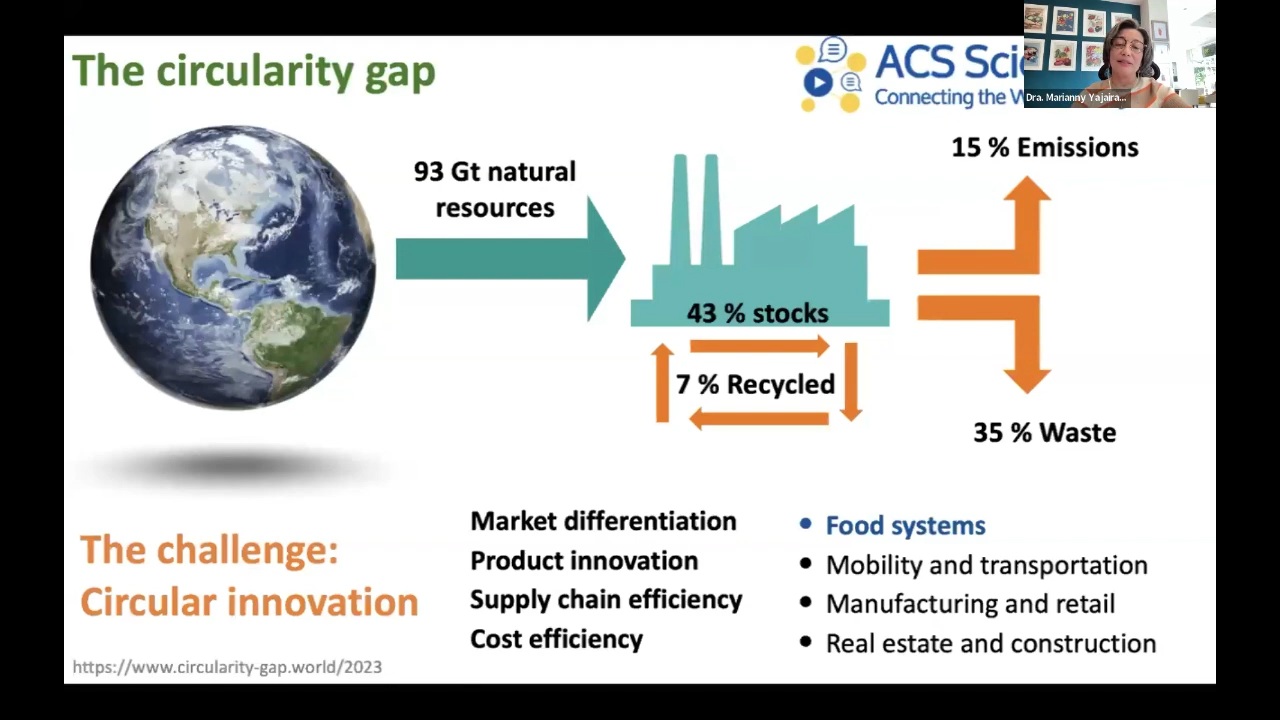 The circularity gap
ACS Sci
Connecting the W
Dra. Marianny Yajaira...
93 Gt natural
resources
15 % Emissions
43 % stocks
7 % Recycled
35 % Waste
The challenge:
Circular innovation
Market differentiation
Product innovation
Supply chain efficiency
Cost efficiency
• Food systems
• Mobility and transportation
• Manufacturing and retail
• Real estate and construction
https://www.circularity-gap.world/2023